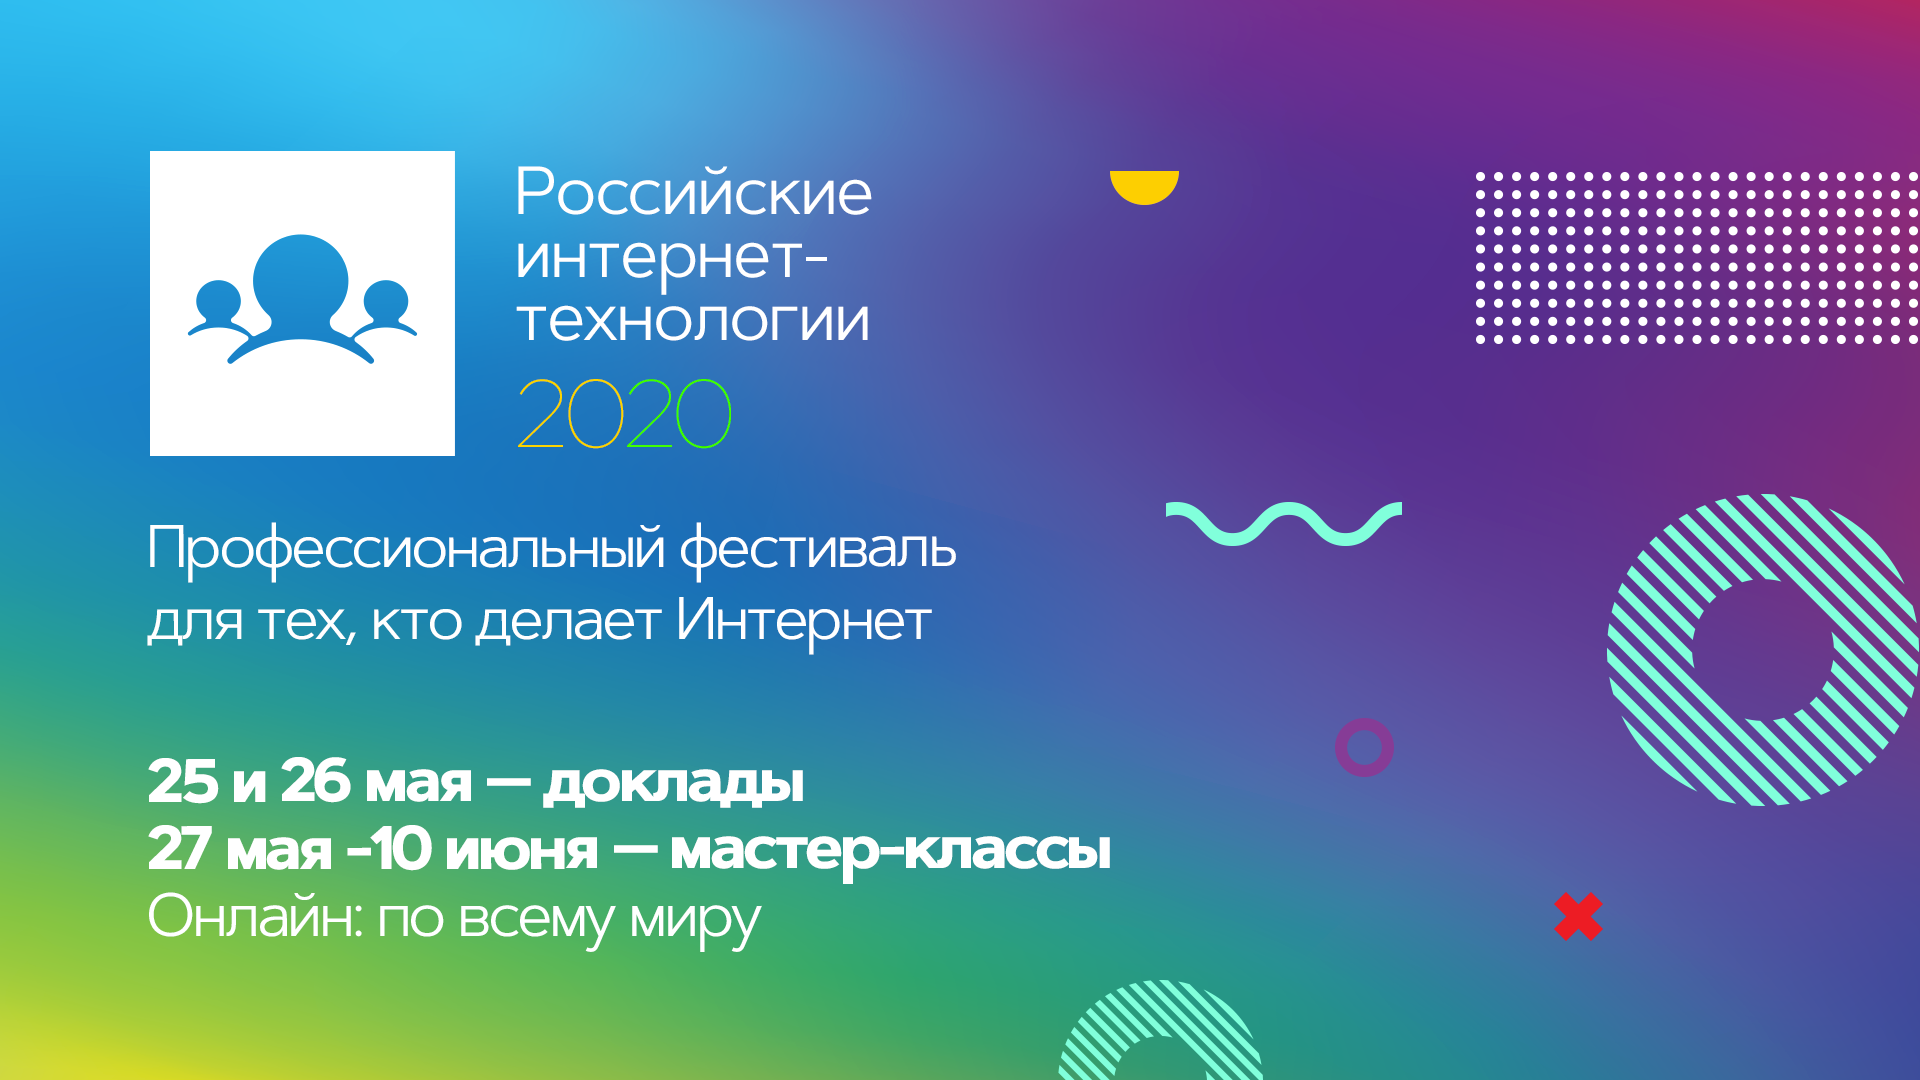 Российские
интернет-
технологии
2020
Профессиональный фестиваль
для тех, кто делает Интернет
25 и 26 мая — доклады
27 мая -10 июня — мастер-классы
Онлайн: по всему миру